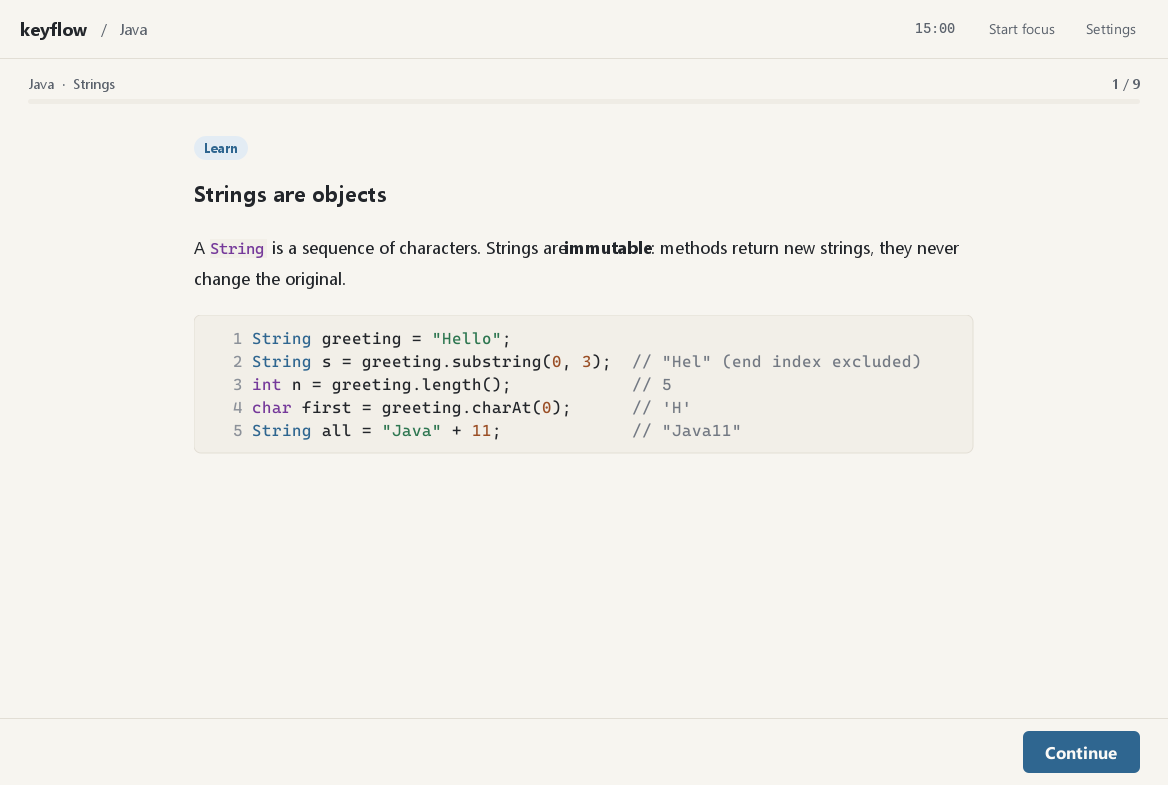 keyflow / Java
15:00 Start focus Settings
Java · Strings
1 / 9
Learn
Strings are objects
A String is a sequence of characters. Strings are immutable: methods return new strings, they never
change the original.
1 String greeting = "Hello";
2 String s = greeting.substring(0, 3);  // "Hel" (end index excluded)
3 int n = greeting.length();            // 5
4 char first = greeting.charAt(0);      // 'H'
5 String all = "Java" + 11;             // "Java11"
Continue